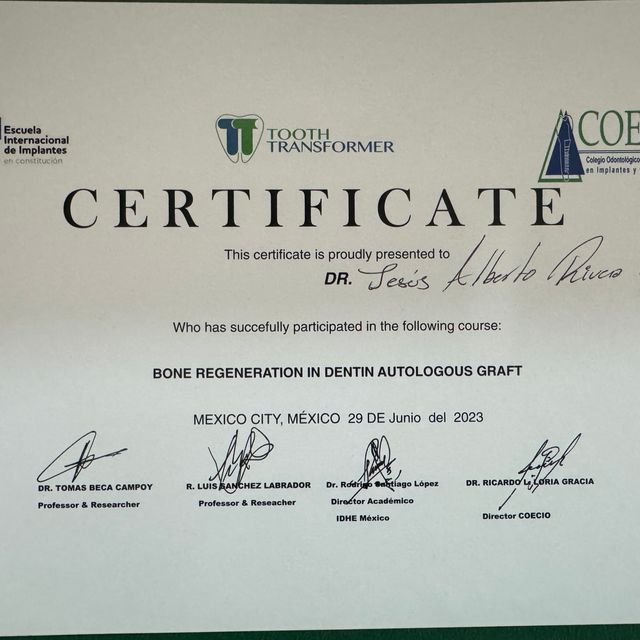 Escuela
Internacional
de Implantes
en constitución
TOOTH
TRANSFORMER
COE
Colegio Odontológico
en Implantes y
CERTIFICATE
This certificate is proudly presented to
DR. Jesús Alberto Rivera
Who has succefully participated in the following course:
BONE REGENERATION IN DENTIN AUTOLOGOUS GRAFT
MEXICO CITY, MÉXICO 29 DE Junio del 2023
DR. TOMAS BECA CAMPOY
Professor & Researcher
R. LUIS SANCHEZ LABRADOR
Professor & Reseacher
Dr. Rodrigo Santiago López
Director Académico
IDHE México
DR. RICARDO L. LORIA GRACIA
Director COECIO